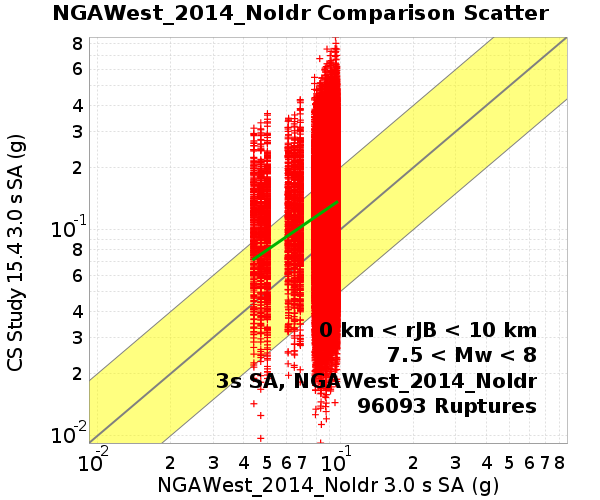 NGAWest_2014_NoIdr Comparison Scatter
CS Study 15.4 3.0 s SA (g)
8
6
4
3
2
10-1
8
6
4
3
2
10-2
0 km < rJB < 10 km
7.5 < Mw < 8
3s SA, NGAWest_2014_NoIdr
96093 Ruptures
10-2 2 3 4 5 6 7 10-1 2 3 4 5 6 7 8
NGAWest_2014_NoIdr 3.0 s SA (g)